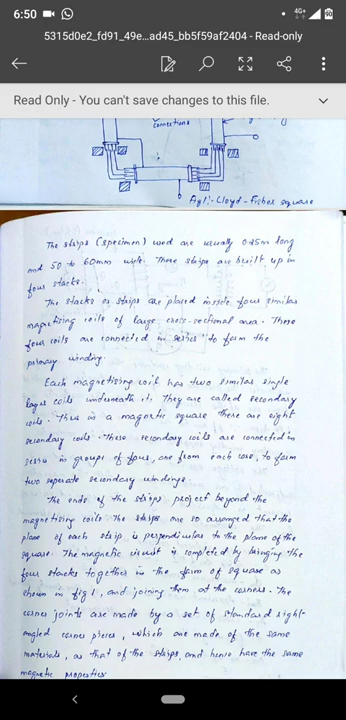 6:50
4G+
90
5315d0e2_fd91_49e...ad45_bb5f59af2404 - Read-only
Read Only - You can't save changes to this file.
connections
Fig 1:- Lloyd - Fisher square
The strips (specimen) used are usually 0.25m long
and 50 to 60mm wide. These strips are built up in
four stacks.
The stacks or strips are placed inside four similar
magnetising coils of large cross-sectional area. These
four coils are connected in series to form the
primary winding.
Each magnetising coil has two similar single
layer coils underneath it. They are called secondary
coils. Thus in a magnetic square there are eight
secondary coils. These secondary coils are connected in
series in groups of four, one from each core, to form
two seperate secondary windings.
The ends of the strips project beyond the
magnetising coils. The strips are so arranged that the
plane of each strip is perpendicular to the plane of the
square. The magnetic circuit is completed by bringing the
four stacks together in the form of square as
shown in fig 1, and joining them at the corners. The
corner joints are made by a set of standard right-
angled corner pieces, which are made of the same
materials, as that of the strips, and hence have the same
magnetic properties